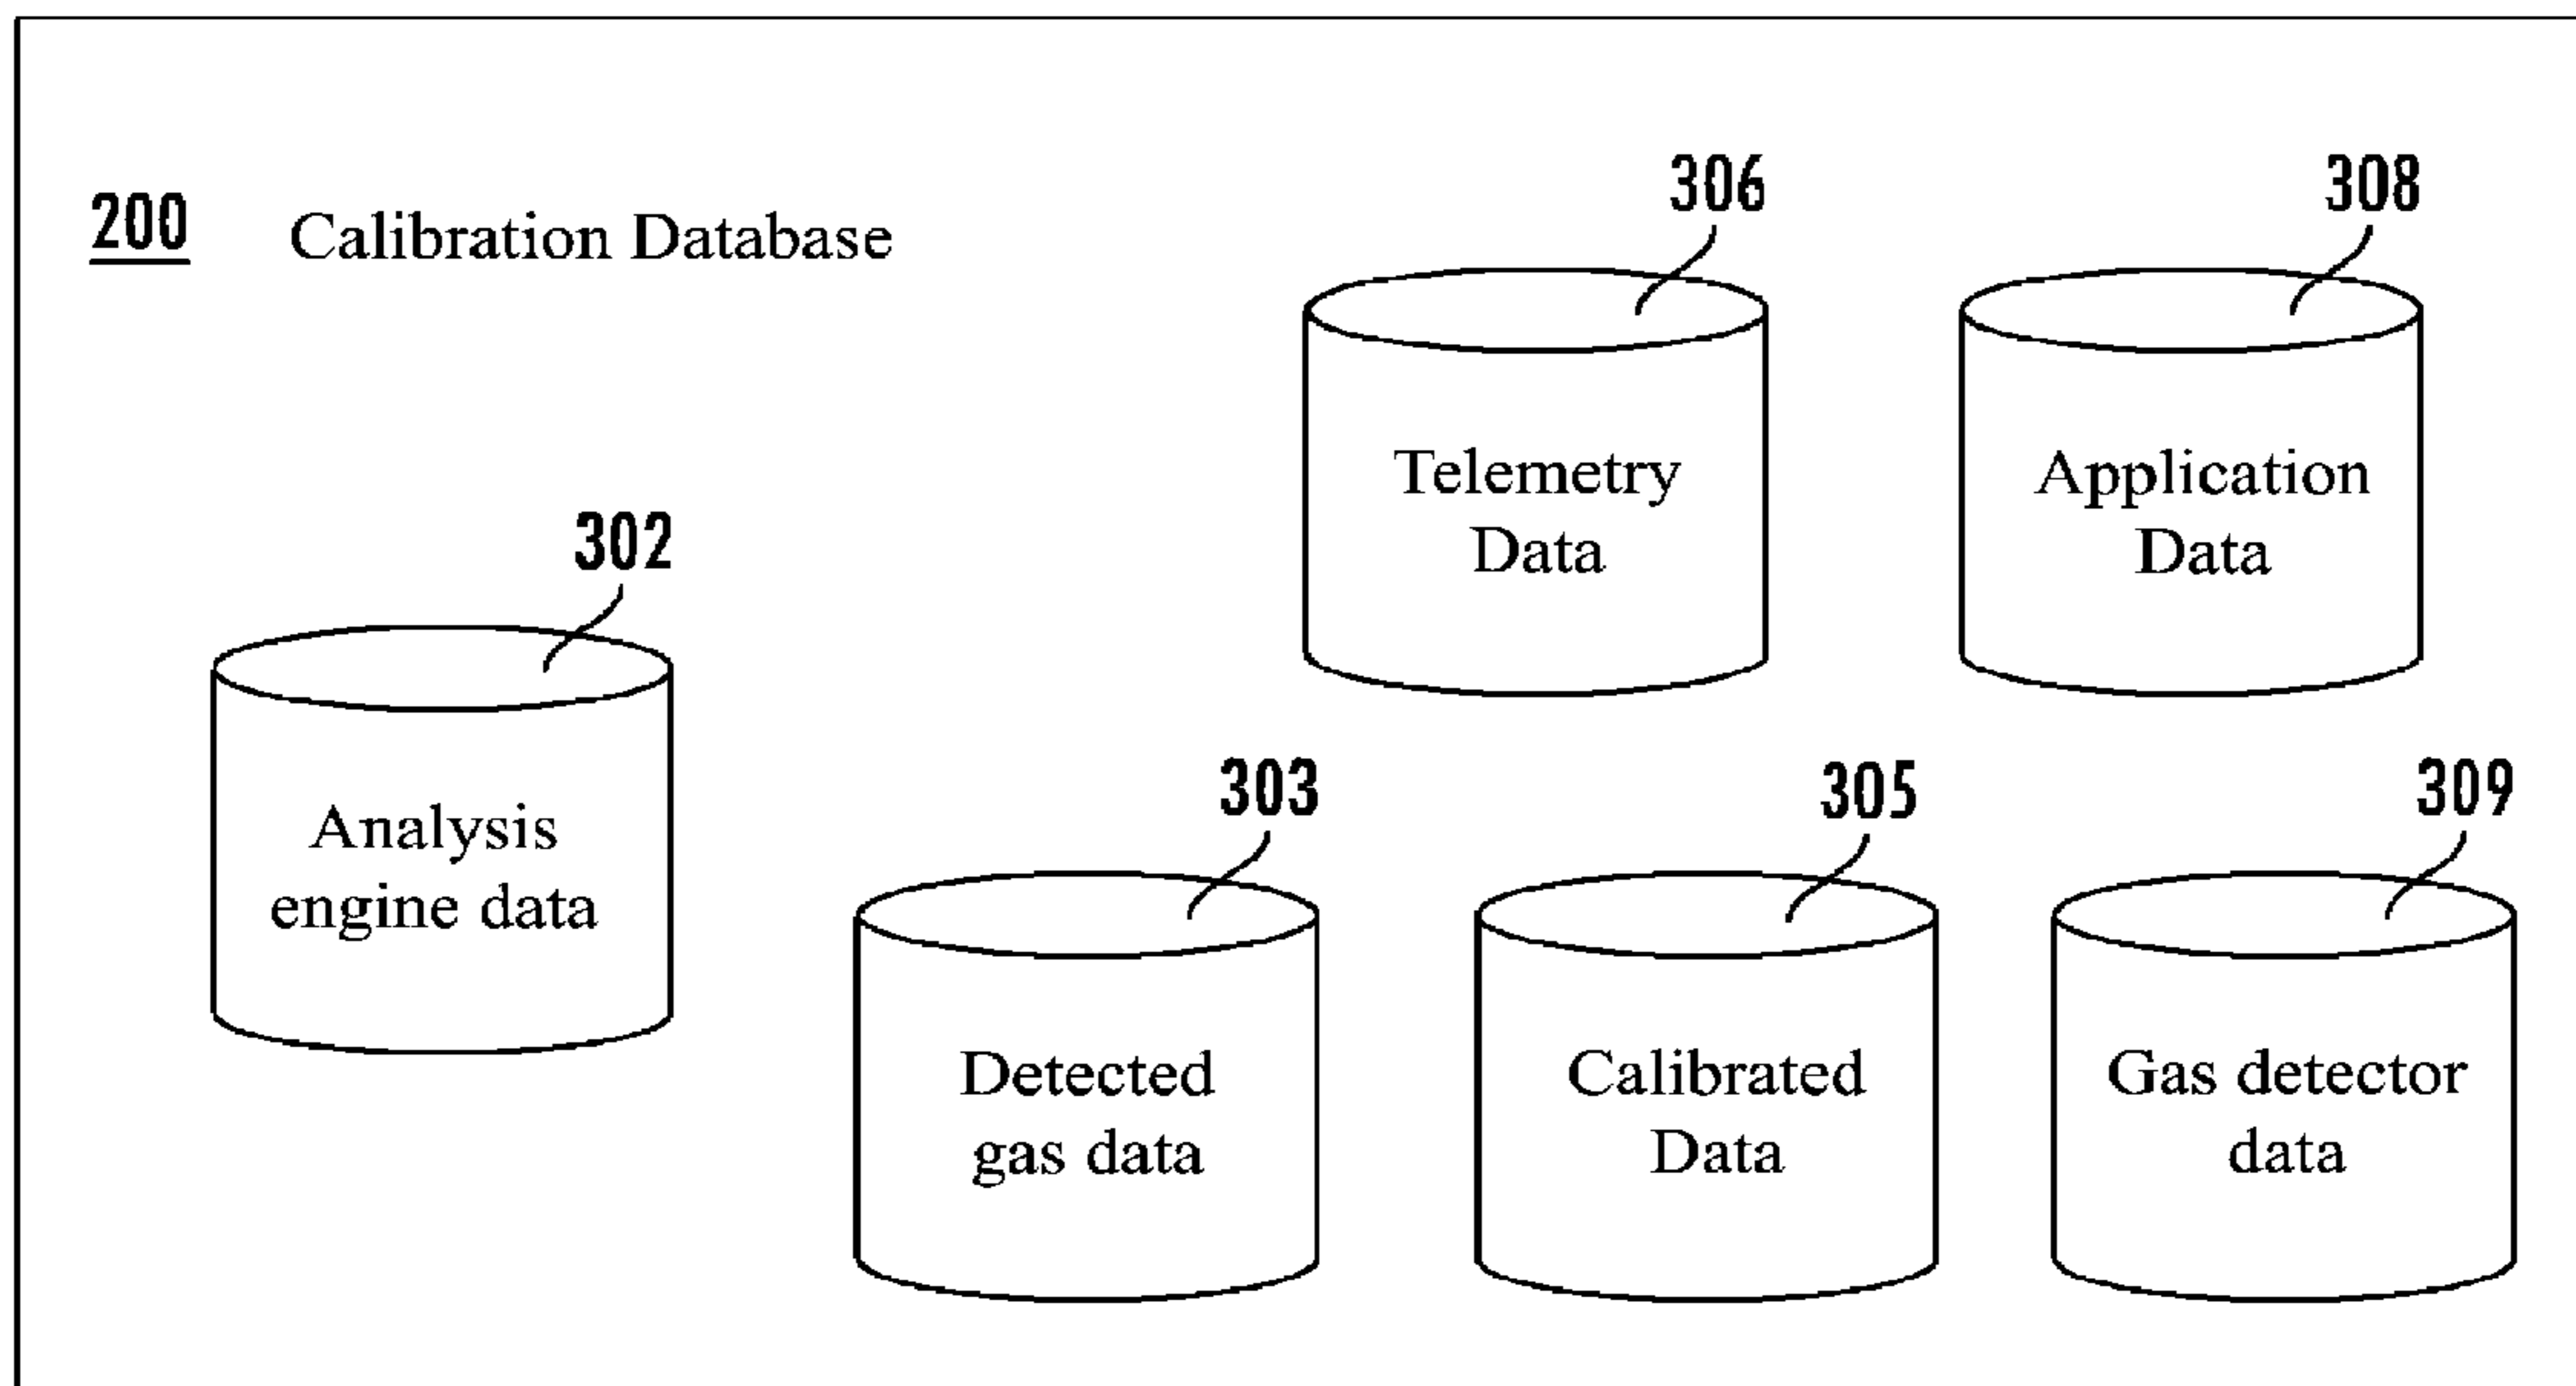 200 Calibration Database
306
Telemetry
Data
308
Application
Data
302
Analysis
engine data
303
Detected
gas data
305
Calibrated
Data
309
Gas detector
data